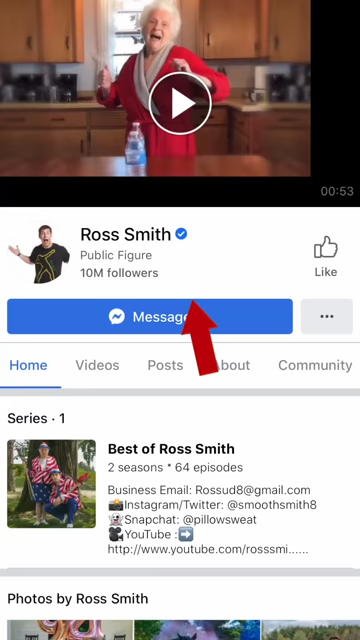 00:53
Ross Smith
Public Figure
10M followers
Like
Message
...
Home Videos Posts About Community
Series · 1
Best of Ross Smith
2 seasons * 64 episodes
Business Email: Rossud8@gmail.com
📸Instagram/Twitter: @smoothsmith8
👻Snapchat: @pillowsweat
🎥YouTube :➡️
http://www.youtube.com/rosssmi......
Photos by Ross Smith